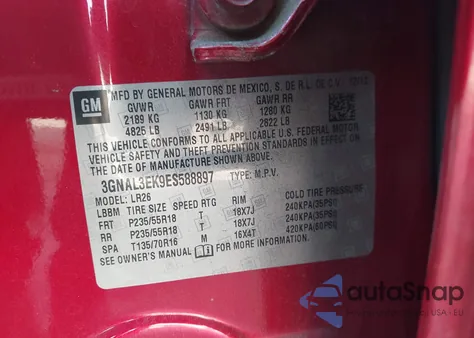 GM
MFD BY GENERAL MOTORS DE MEXICO, S. DE R.L. DE C.V.
GVWR GAWR FRT GAWR RR
2189 KG 1130 KG 1280 KG
4825 LB 2491 LB 2822 LB
THIS VEHICLE CONFORMS TO ALL APPLICABLE U.S. FEDERAL MOTOR
VEHICLE SAFETY, BUMPER, AND THEFT PREVENTION STANDARDS
THE DATE OF MANUFACTURE SHOWN ABOVE.
3GNAL3EK9ES588897 TYPE: M.P.V.
MODEL: LR26
LBBM TIRE SIZE SPEED RTG RIM COLD TIRE PRESSURE
FRT P235/55R18 T 18X7J 240KPA(35PSI)
RR P235/55R18 T 18X7J 240KPA(35PSI)
SPA T135/70R16 M 16X4T 420KPA(60PSI)
SEE OWNER'S MANUAL FOR MORE INFORMATION.
autoSnap
USA - EU